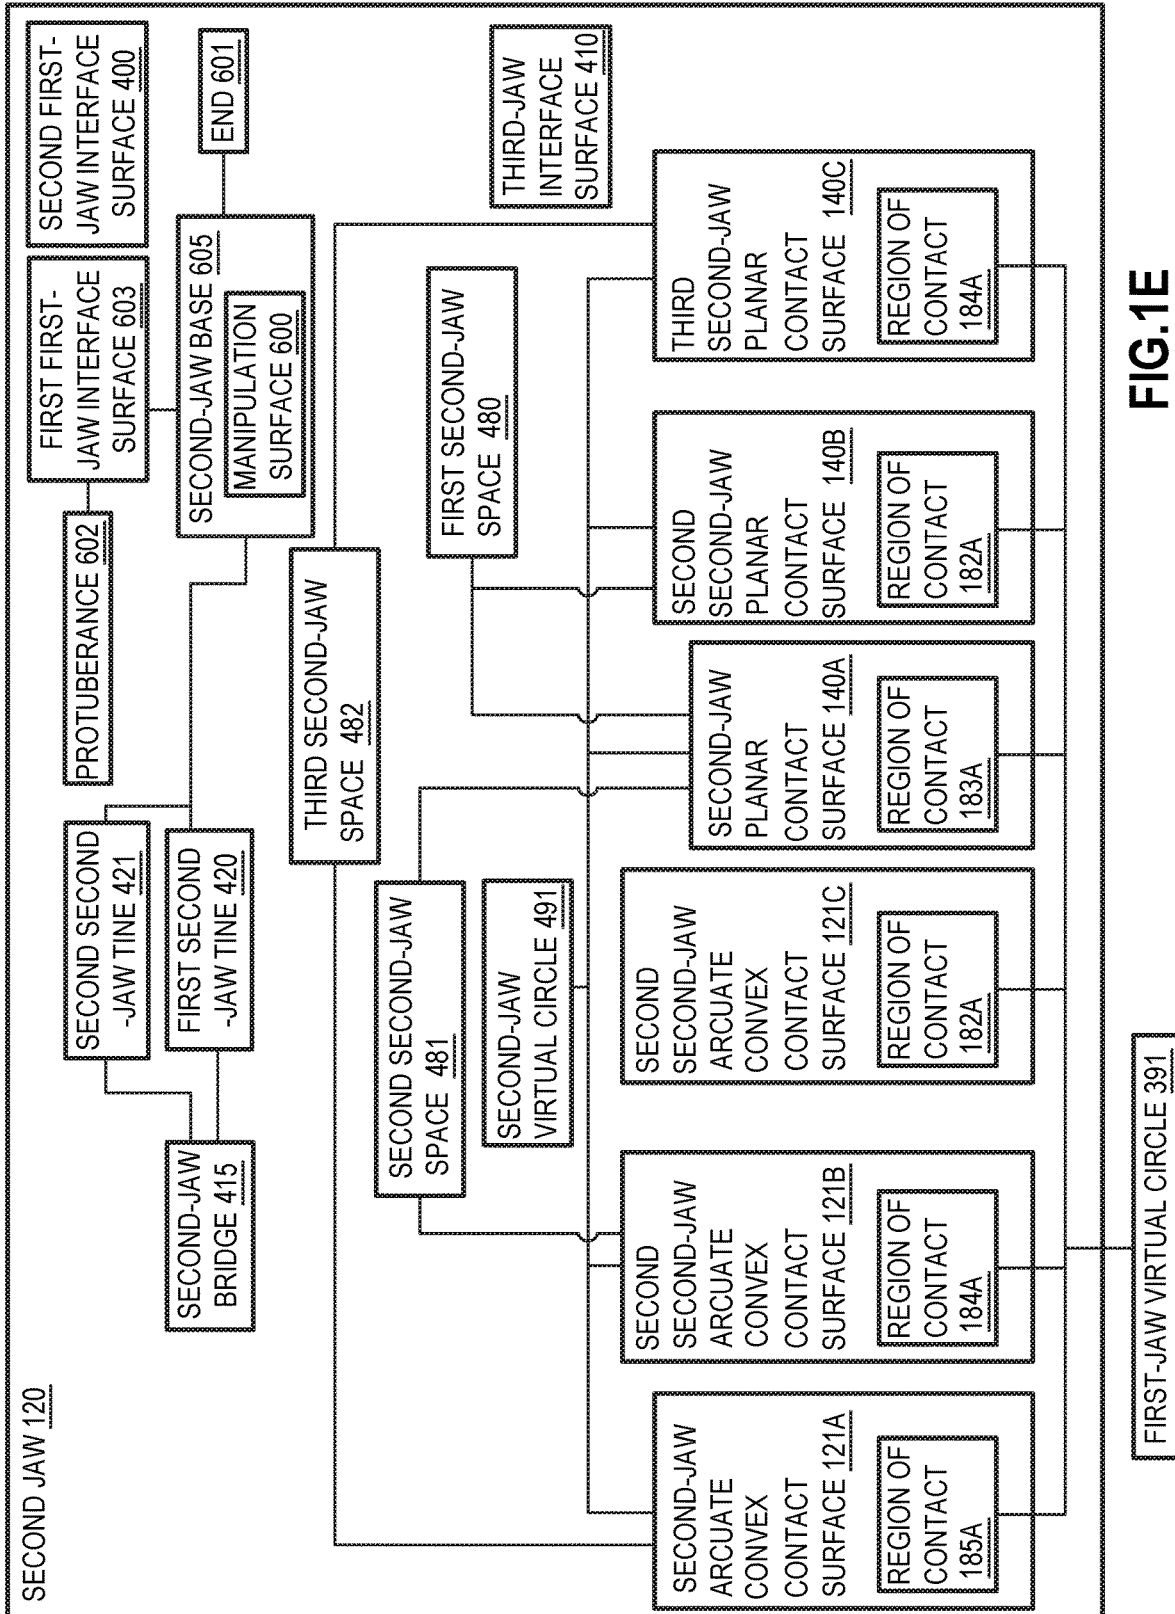 SECOND JAW 120
SECOND-JAW
BRIDGE 415
SECOND SECOND
-JAW TINE 421
FIRST SECOND
-JAW TINE 420
PROTUBERANCE 602
FIRST FIRST-
JAW INTERFACE
SURFACE 603
SECOND FIRST-
JAW INTERFACE
SURFACE 400
SECOND-JAW BASE 605
MANIPULATION
SURFACE 600
END 601
THIRD SECOND-JAW
SPACE 482
SECOND SECOND-JAW
SPACE 481
FIRST SECOND-JAW
SPACE 480
SECOND-JAW
VIRTUAL CIRCLE 491
THIRD-JAW
INTERFACE
SURFACE 410
SECOND-JAW
ARCUATE
CONVEX
CONTACT
SURFACE 121A
REGION OF
CONTACT
185A
SECOND
SECOND-JAW
ARCUATE
CONVEX
CONTACT
SURFACE 121B
REGION OF
CONTACT
184A
SECOND
SECOND-JAW
ARCUATE
CONVEX
CONTACT
SURFACE 121C
REGION OF
CONTACT
182A
SECOND-JAW
PLANAR
CONTACT
SURFACE 140A
REGION OF
CONTACT
183A
SECOND
SECOND-JAW
PLANAR
CONTACT
SURFACE 140B
REGION OF
CONTACT
182A
THIRD
SECOND-JAW
PLANAR
CONTACT
SURFACE 140C
REGION OF
CONTACT
184A
FIRST-JAW VIRTUAL CIRCLE 391
FIG.1E